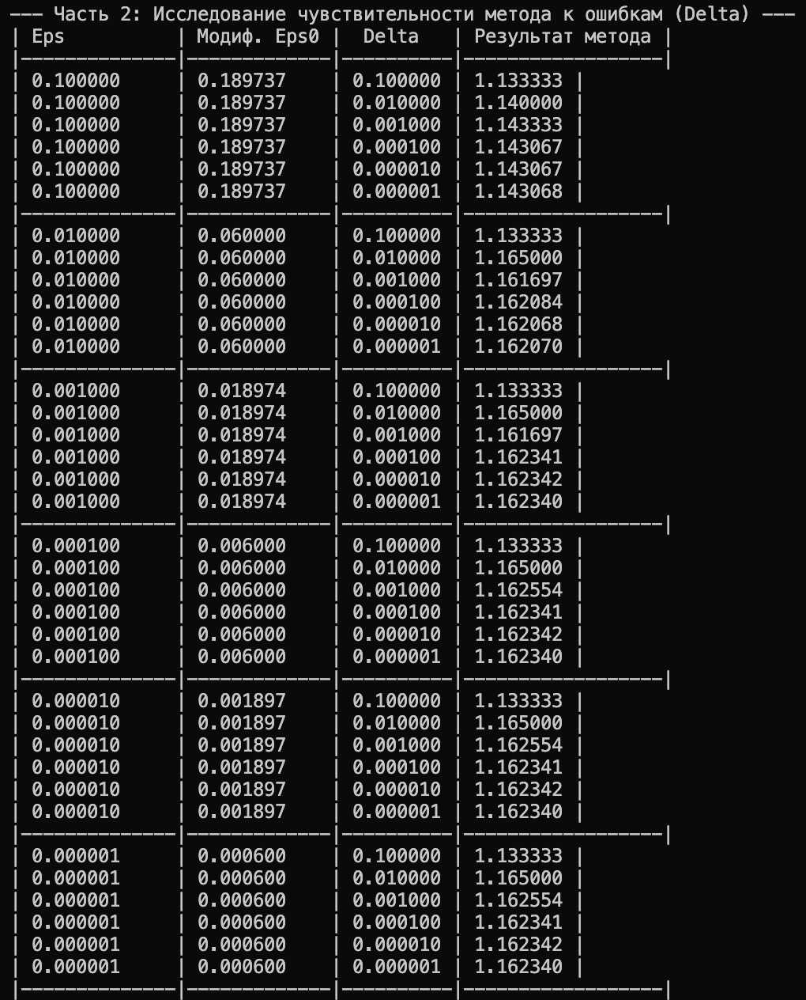 --- Часть 2: Исследование чувствительности метода к ошибкам (Delta) ---
| Eps | Модиф. Eps0 | Delta | Результат метода |
|--------------|-------------|----------|------------------|
| 0.100000 | 0.189737 | 0.100000 | 1.133333 |
| 0.100000 | 0.189737 | 0.010000 | 1.140000 |
| 0.100000 | 0.189737 | 0.001000 | 1.143333 |
| 0.100000 | 0.189737 | 0.000100 | 1.143067 |
| 0.100000 | 0.189737 | 0.000010 | 1.143067 |
| 0.100000 | 0.189737 | 0.000001 | 1.143068 |
|--------------|-------------|----------|------------------|
| 0.010000 | 0.060000 | 0.100000 | 1.133333 |
| 0.010000 | 0.060000 | 0.010000 | 1.165000 |
| 0.010000 | 0.060000 | 0.001000 | 1.161697 |
| 0.010000 | 0.060000 | 0.000100 | 1.162084 |
| 0.010000 | 0.060000 | 0.000010 | 1.162068 |
| 0.010000 | 0.060000 | 0.000001 | 1.162070 |
|--------------|-------------|----------|------------------|
| 0.001000 | 0.018974 | 0.100000 | 1.133333 |
| 0.001000 | 0.018974 | 0.010000 | 1.165000 |
| 0.001000 | 0.018974 | 0.001000 | 1.161697 |
| 0.001000 | 0.018974 | 0.000100 | 1.162341 |
| 0.001000 | 0.018974 | 0.000010 | 1.162342 |
| 0.001000 | 0.018974 | 0.000001 | 1.162340 |
|--------------|-------------|----------|------------------|
| 0.000100 | 0.006000 | 0.100000 | 1.133333 |
| 0.000100 | 0.006000 | 0.010000 | 1.165000 |
| 0.000100 | 0.006000 | 0.001000 | 1.162554 |
| 0.000100 | 0.006000 | 0.000100 | 1.162341 |
| 0.000100 | 0.006000 | 0.000010 | 1.162342 |
| 0.000100 | 0.006000 | 0.000001 | 1.162340 |
|--------------|-------------|----------|------------------|
| 0.000010 | 0.001897 | 0.100000 | 1.133333 |
| 0.000010 | 0.001897 | 0.010000 | 1.165000 |
| 0.000010 | 0.001897 | 0.001000 | 1.162554 |
| 0.000010 | 0.001897 | 0.000100 | 1.162341 |
| 0.000010 | 0.001897 | 0.000010 | 1.162342 |
| 0.000010 | 0.001897 | 0.000001 | 1.162340 |
|--------------|-------------|----------|------------------|
| 0.000001 | 0.000600 | 0.100000 | 1.133333 |
| 0.000001 | 0.000600 | 0.010000 | 1.165000 |
| 0.000001 | 0.000600 | 0.001000 | 1.162554 |
| 0.000001 | 0.000600 | 0.000100 | 1.162341 |
| 0.000001 | 0.000600 | 0.000010 | 1.162342 |
| 0.000001 | 0.000600 | 0.000001 | 1.162340 |
|--------------|-------------|----------|------------------|